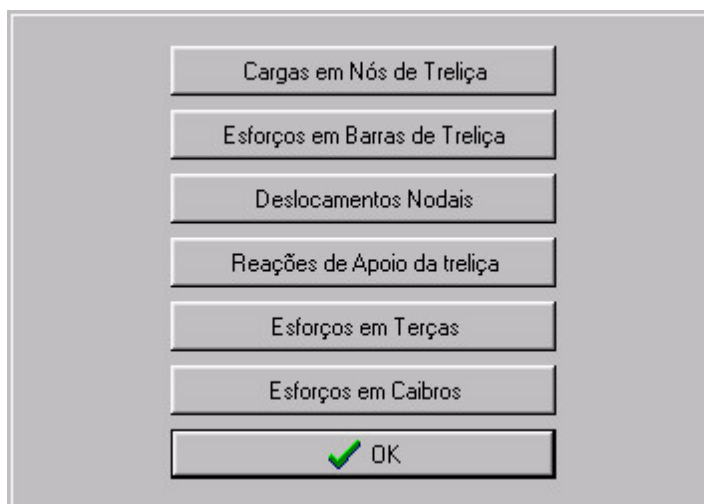 Cargas em Nós de Treliça
Esforços em Barras de Treliça
Deslocamentos Nodais
Reações de Apoio da treliça
Esforços em Terças
Esforços em Caibros
OK